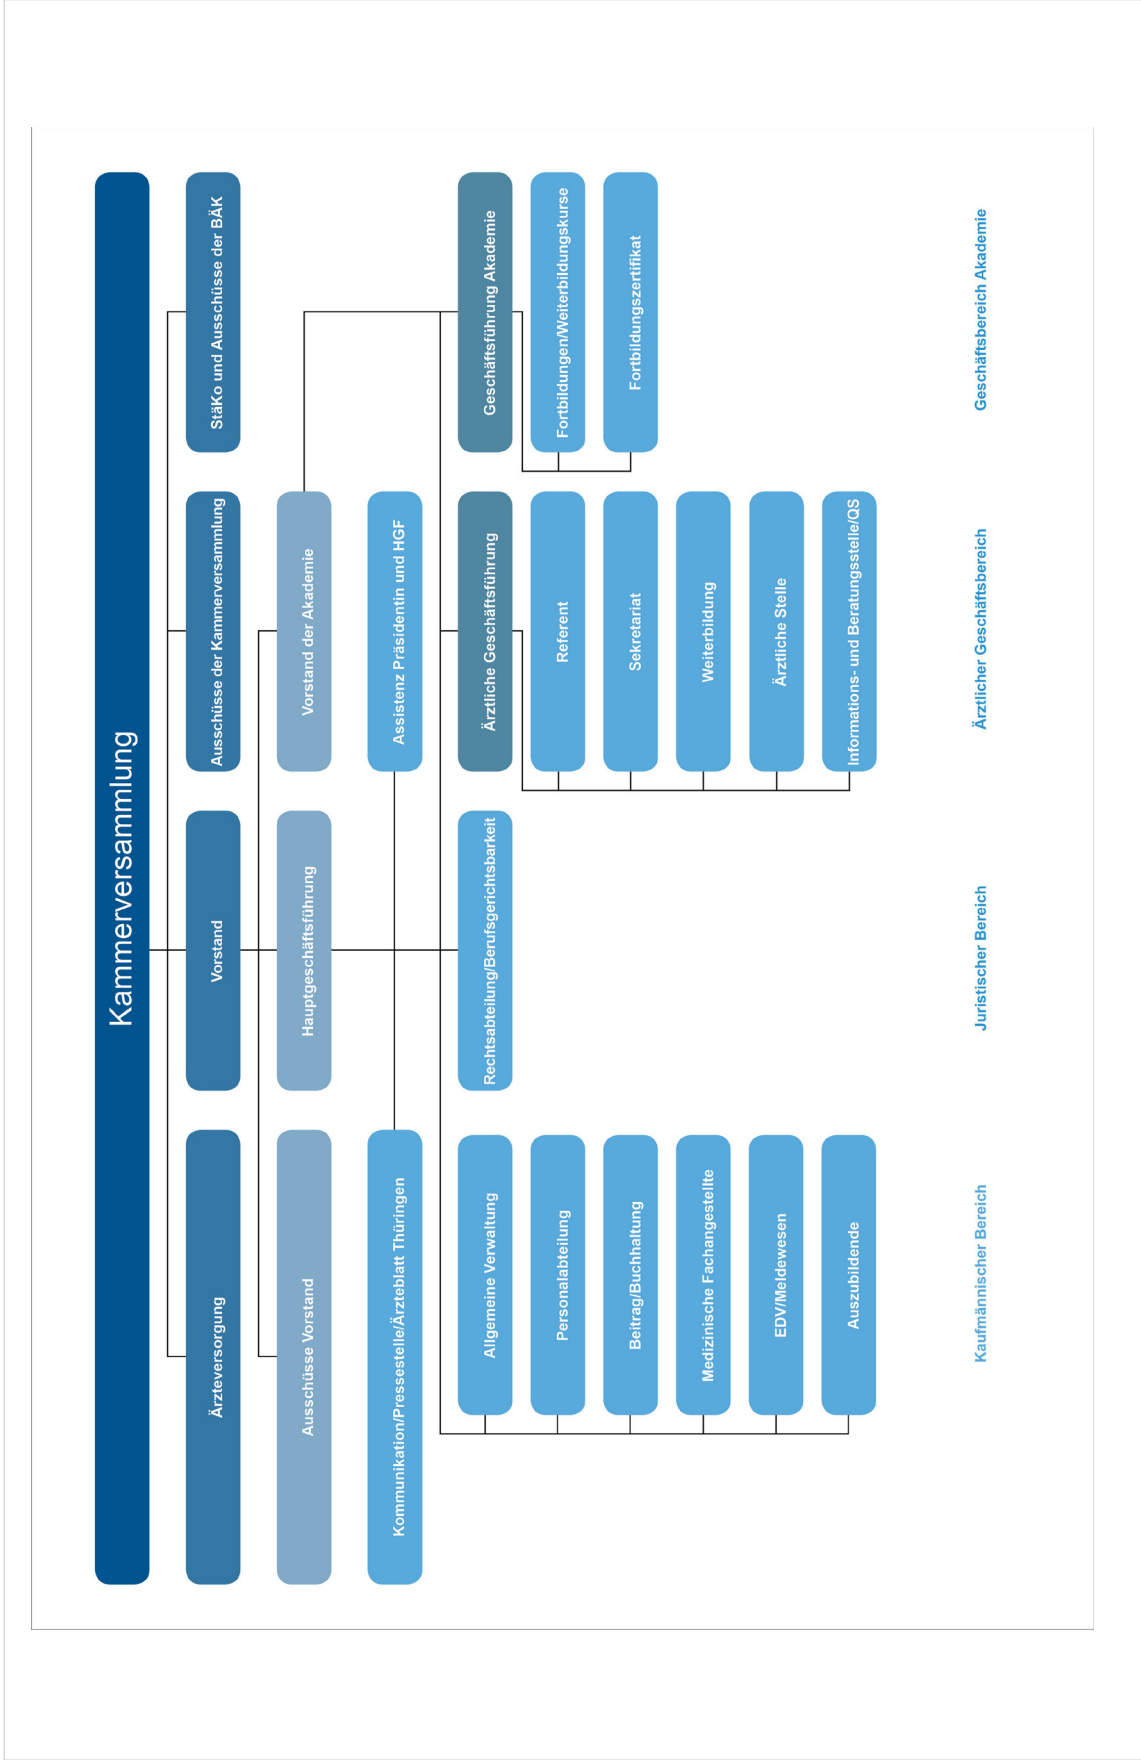 Kammerversammlung
Ärzteversorgung
Vorstand
Ausschüsse der Kammerversammlung
StäKo und Ausschüsse der BÄK
Ausschüsse Vorstand
Hauptgeschäftsführung
Vorstand der Akademie
Kommunikation/Pressestelle/Ärzteblatt Thüringen
Assistenz Präsidentin und HGF
Allgemeine Verwaltung
Personalabteilung
Beitrag/Buchhaltung
Medizinische Fachangestellte
EDV/Meldewesen
Auszubildende
Rechtsabteilung/Berufsgerichtsbarkeit
Ärztliche Geschäftsführung
Referent
Sekretariat
Weiterbildung
Ärztliche Stelle
Informations- und Beratungsstelle/QS
Geschäftsführung Akademie
Fortbildungen/Weiterbildungskurse
Fortbildungszertifikat
Kaufmännischer Bereich
Juristischer Bereich
Ärztlicher Geschäftsbereich
Geschäftsbereich Akademie